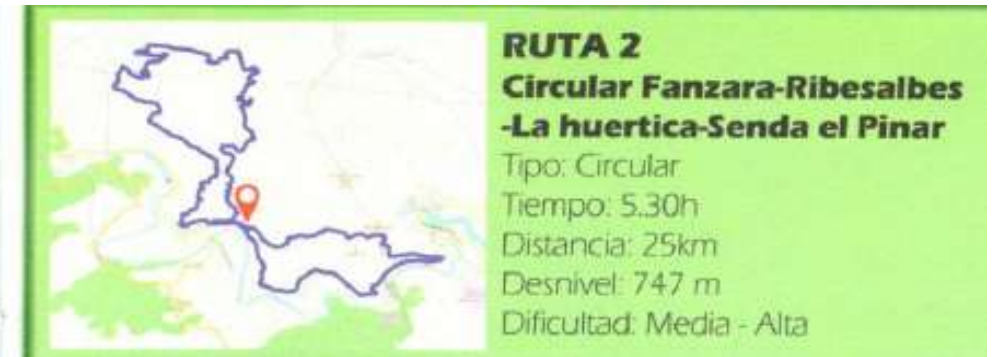 RUTA 2
Circular Fanzara-Ribesalbes
-La huertica-Senda el Pinar
Tipo: Circular
Tiempo: 5.30h
Distancia: 25km
Desnivel: 747 m
Dificultad: Media - Alta